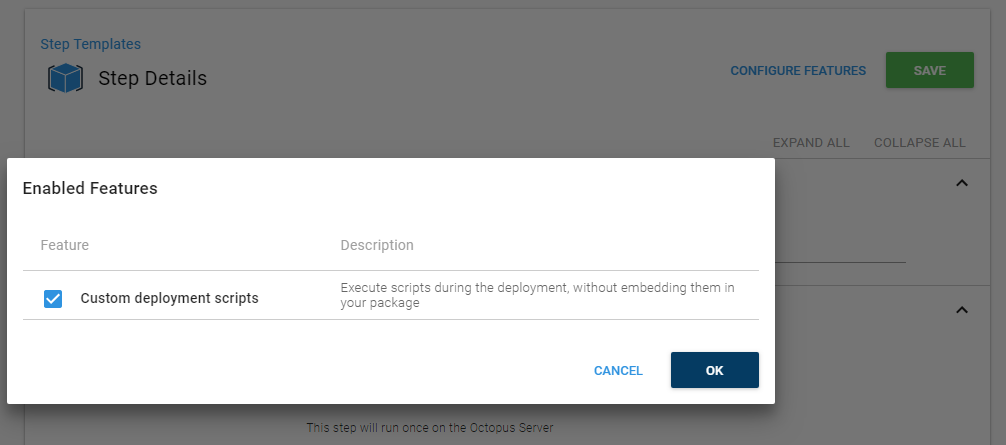 Step Templates
Step Details
CONFIGURE FEATURES
SAVE
EXPAND ALL
COLLAPSE ALL
Enabled Features
Feature
Description
Custom deployment scripts
Execute scripts during the deployment, without embedding them in
your package
CANCEL
OK
This step will run once on the Octopus Server